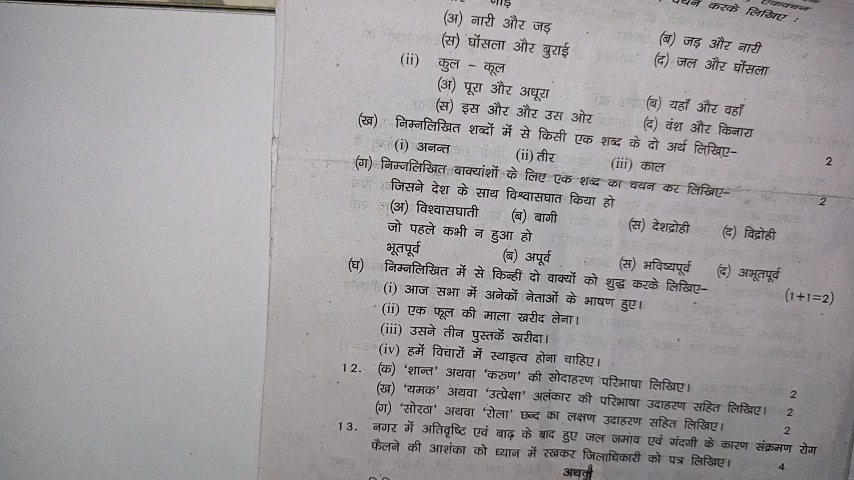 करके लिखिए :
(अ) नारी और जड़ (ब) जड़ और नारी
(स) घोंसला और बुराई (द) जल और घोंसला
(ii) कुल - कूल
(अ) पूरा और अधूरा (ब) यहाँ और वहाँ
(स) इस और और उस ओर (द) वंश और किनारा
(ख) निम्नलिखित शब्दों में से किसी एक शब्द के दो अर्थ लिखिए- 2
(i) अनन्त (ii) तीर (iii) काल
(ग) निम्नलिखित वाक्यांशों के लिए एक शब्द का चयन कर लिखिए- 2
जिसने देश के साथ विश्वासघात किया हो
(अ) विश्वासघाती (ब) बागी (स) देशद्रोही (द) विद्रोही
जो पहले कभी न हुआ हो
भूतपूर्व (ब) अपूर्व (स) भविष्यपूर्व (द) अभूतपूर्व
(घ) निम्नलिखित में से किन्हीं दो वाक्यों को शुद्ध करके लिखिए- (1+1=2)
(i) आज सभा में अनेकों नेताओं के भाषण हुए।
(ii) एक फूल की माला खरीद लेना।
(iii) उसने तीन पुस्तकें खरीदा।
(iv) हमें विचारों में स्थाइत्व होना चाहिए।
12. (क) 'शान्त' अथवा 'करुण' की सोदाहरण परिभाषा लिखिए। 2
(ख) 'यमक' अथवा 'उत्प्रेक्षा' अलंकार की परिभाषा उदाहरण सहित लिखिए। 2
(ग) 'सोरठा' अथवा 'रोला' छन्द का लक्षण उदाहरण सहित लिखिए। 2
13. नगर में अतिवृष्टि एवं बाढ़ के बाद हुए जल जमाव एवं गंदगी के कारण संक्रमण रोग
फैलने की आशंका को ध्यान में रखकर जिलाधिकारी को पत्र लिखिए। 4
अथवा